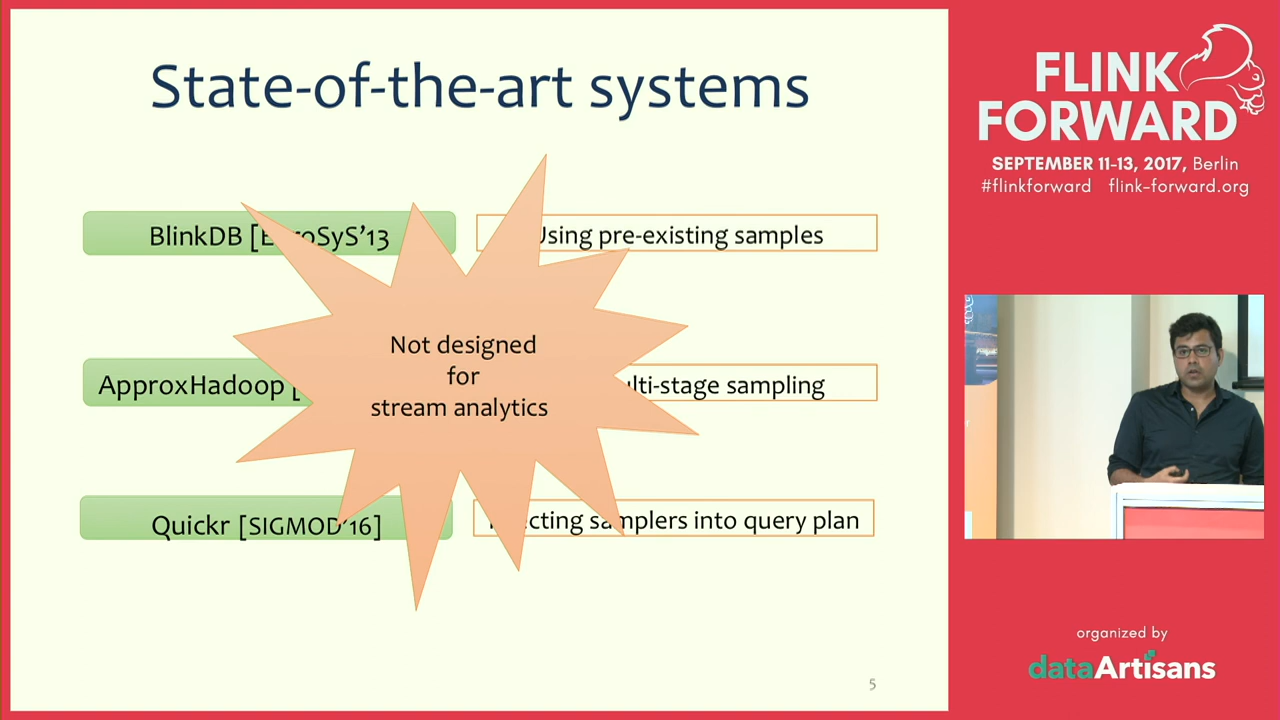 State-of-the-art systems
BlinkDB [EuroSyS'13
Using pre-existing samples
Not designed
for
stream analytics
ApproxHadoop [
lti-stage sampling
Quickr [SIGMOD'16]
cting samplers into query plan
5
FLINK
FORWARD
SEPTEMBER 11-13, 2017, Berlin
#flinkforward flink-forward.org
organized by
dataArtisans